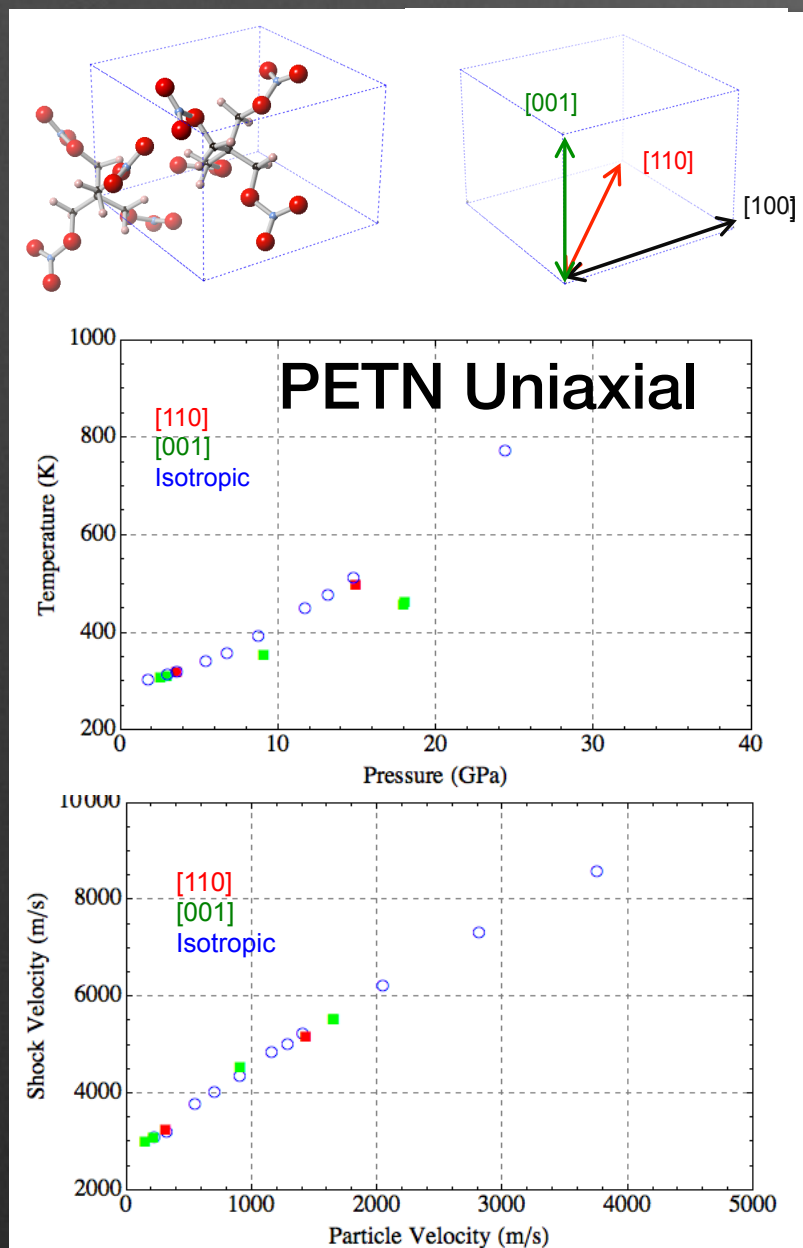 [001]
[110]
[100]
1000
PETN Uniaxial
[110]
[001]
Isotropic
800
600
400
200
Temperature (K)
0 10 20 30 40
Pressure (GPa)
10000
[110]
[001]
Isotropic
8000
6000
4000
2000
Shock Velocity (m/s)
0 1000 2000 3000 4000 5000
Particle Velocity (m/s)